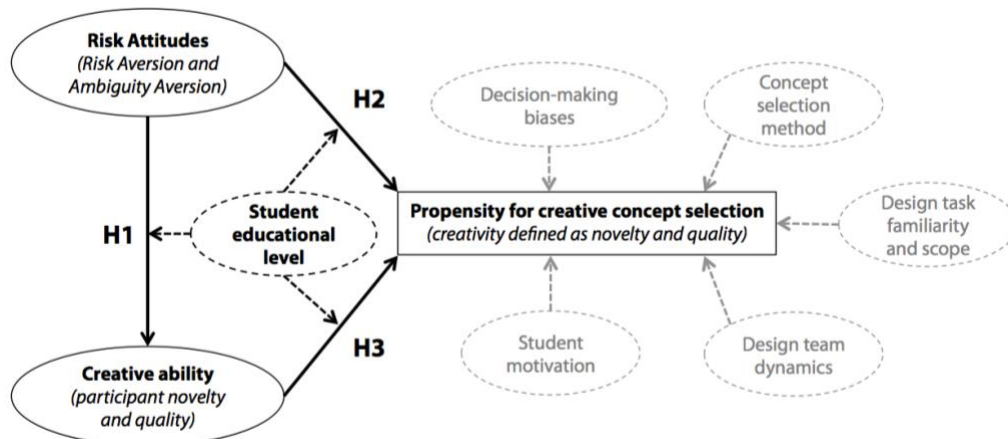 Risk Attitudes
(Risk Aversion and
Ambiguity Aversion)
H2
Decision-making
biases
Concept
selection
method
H1
Student
educational
level
Propensity for creative concept selection
(creativity defined as novelty and quality)
Design task
familiarity
and scope
H3
Creative ability
(participant novelty
and quality)
Student
motivation
Design team
dynamics